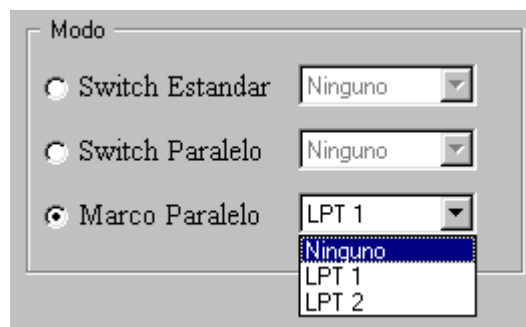 Modo
Switch Estandar Ninguno
Switch Paralelo Ninguno
Marco Paralelo LPT 1
Ninguno
LPT 1
LPT 2